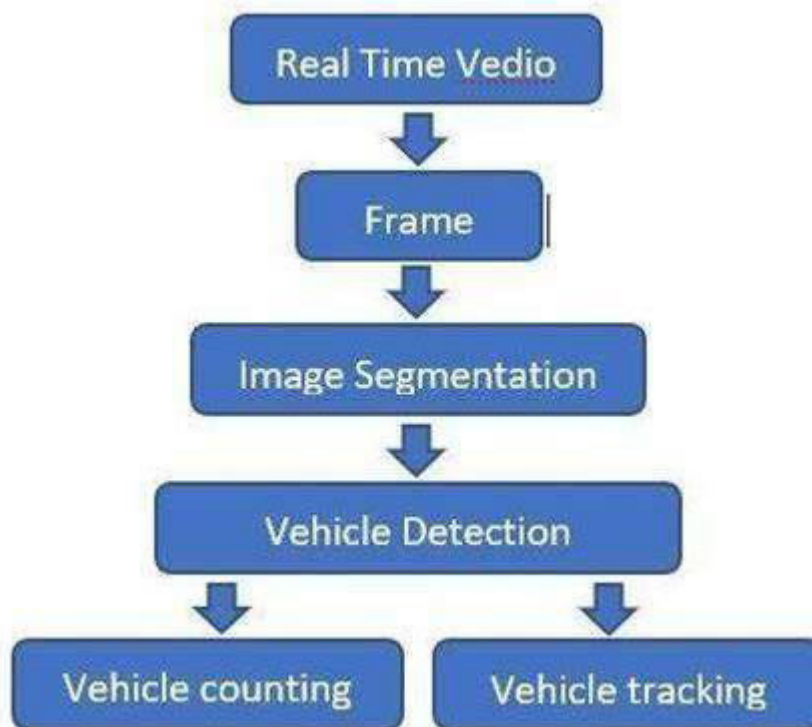 Real Time Vedio
Frame
Image Segmentation
Vehicle Detection
Vehicle counting
Vehicle tracking